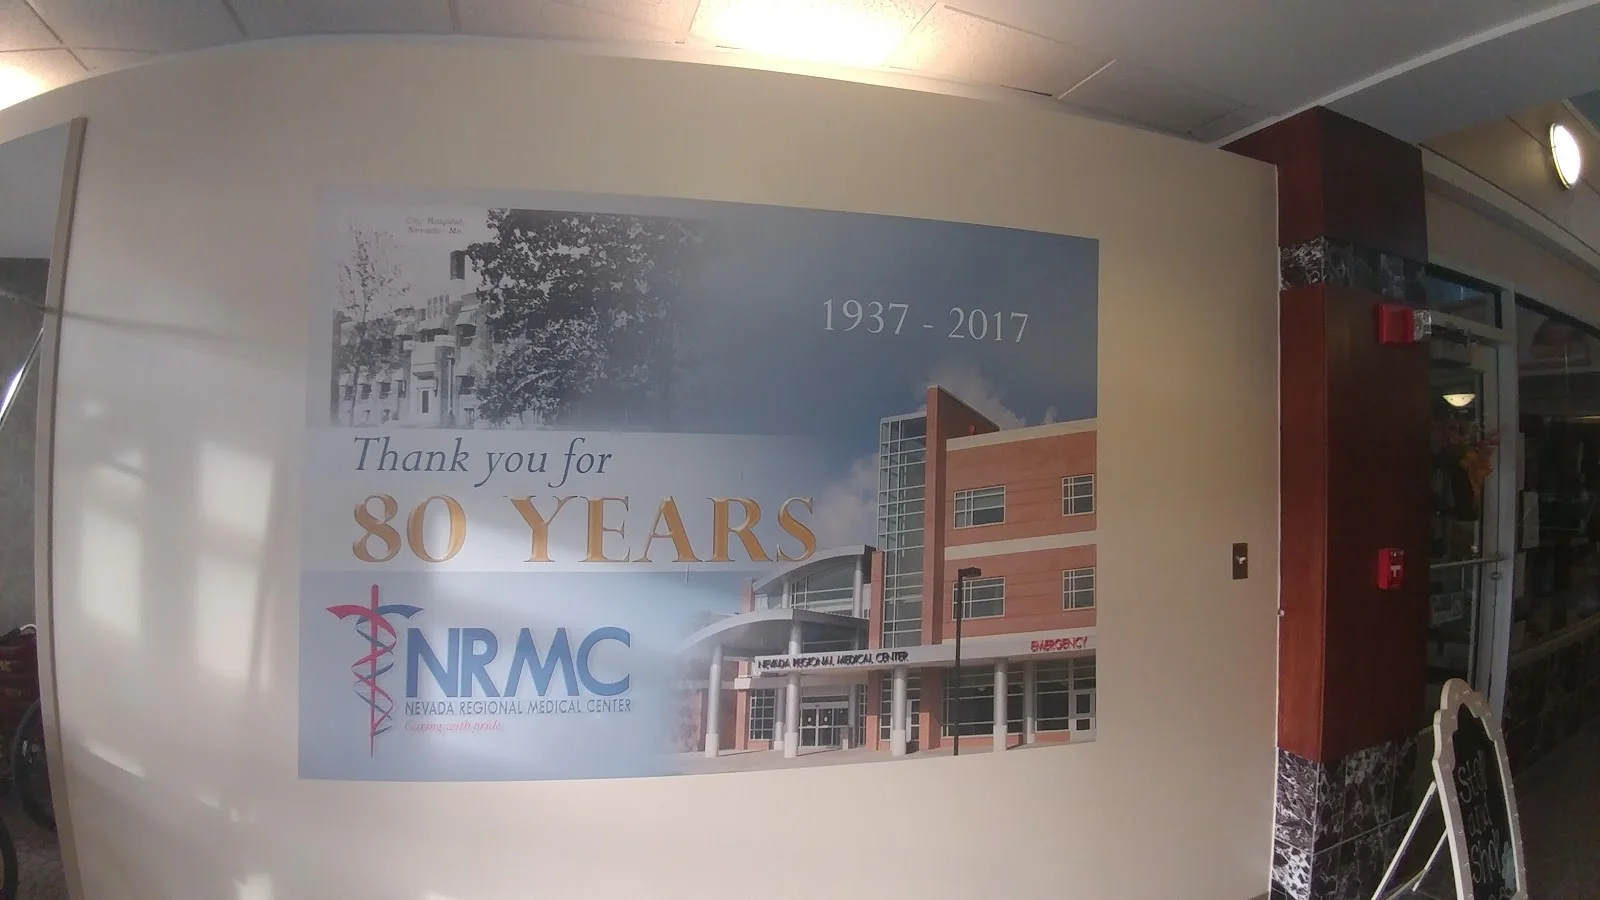 City Hospital,
Nevada Mo.
1937 - 2017
Thank you for
80 YEARS
NRMC
NEVADA REGIONAL MEDICAL CENTER
Caring with pride
NEVADA REGIONAL MEDICAL CENTER
EMERGENCY
and